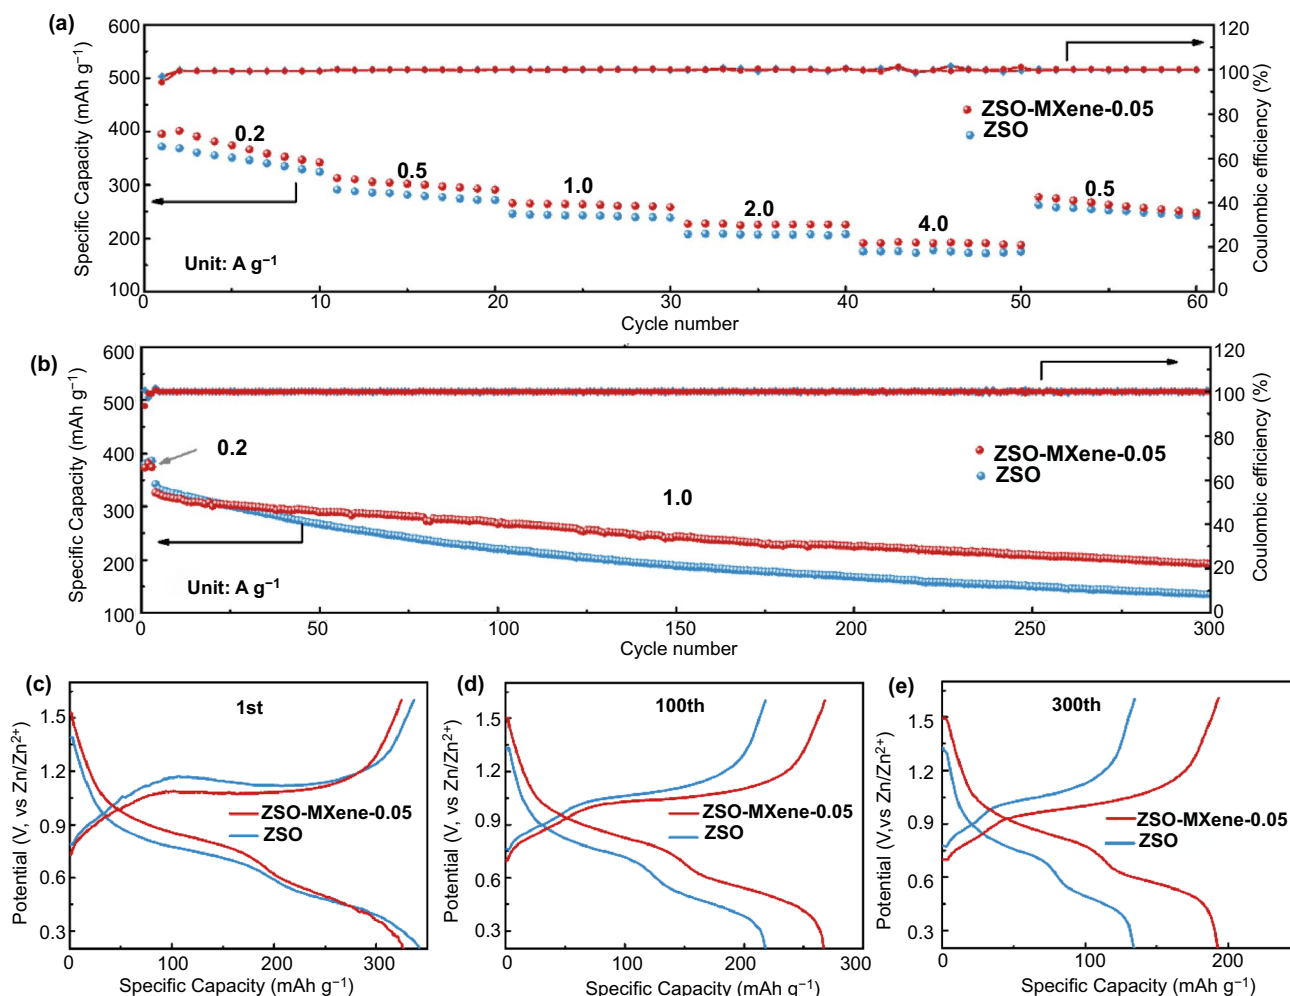 (a)
Specific Capacity (mAh g⁻¹)
600
500
400
300
200
100
0.2
0.5
1.0
2.0
4.0
0.5
ZSO-MXene-0.05
ZSO
Unit: A g⁻¹
120
100
80
60
40
20
0
Coulombic efficiency (%)
0 10 20 30 40 50 60
Cycle number
(b)
Specific Capacity (mAh g⁻¹)
600
500
400
300
200
100
0.2
1.0
ZSO-MXene-0.05
ZSO
Unit: A g⁻¹
120
100
80
60
40
20
0
Coulombic efficiency (%)
0 50 100 150 200 250 300
Cycle number
(c)
1st
Potential (V, vs Zn/Zn²⁺)
1.5
1.2
0.9
0.6
0.3
ZSO-MXene-0.05
ZSO
0 100 200 300
Specific Capacity (mAh g⁻¹)
(d)
100th
Potential (V, vs Zn/Zn²⁺)
1.5
1.2
0.9
0.6
0.3
ZSO-MXene-0.05
ZSO
0 100 200 300
Specific Capacity (mAh g⁻¹)
(e)
300th
Potential (V,vs Zn/Zn²⁺)
1.5
1.2
0.9
0.6
0.3
ZSO-MXene-0.05
ZSO
0 100 200
Specific Capacity (mAh g⁻¹)